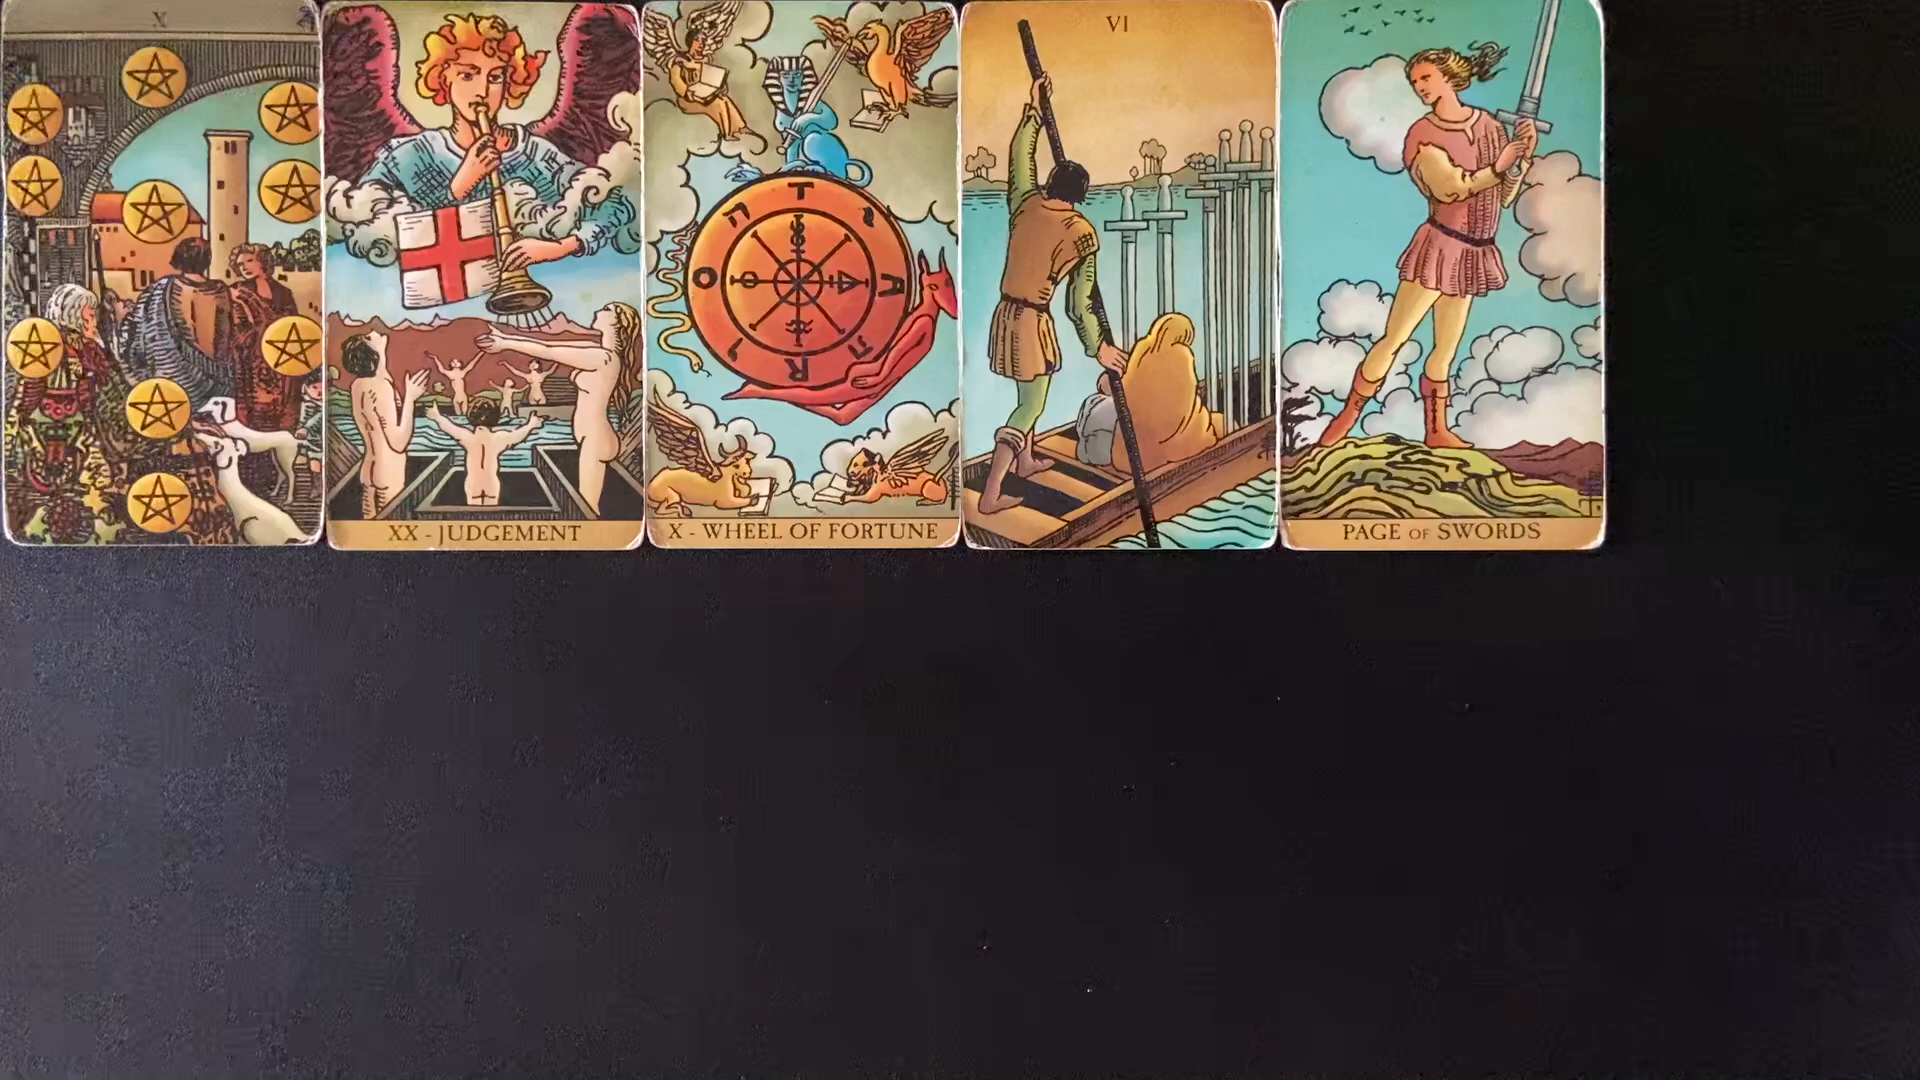 X
XX - JUDGEMENT
X - WHEEL OF FORTUNE
T
A
R
O
ה
ו
ה
י
VI
PAGE OF SWORDS